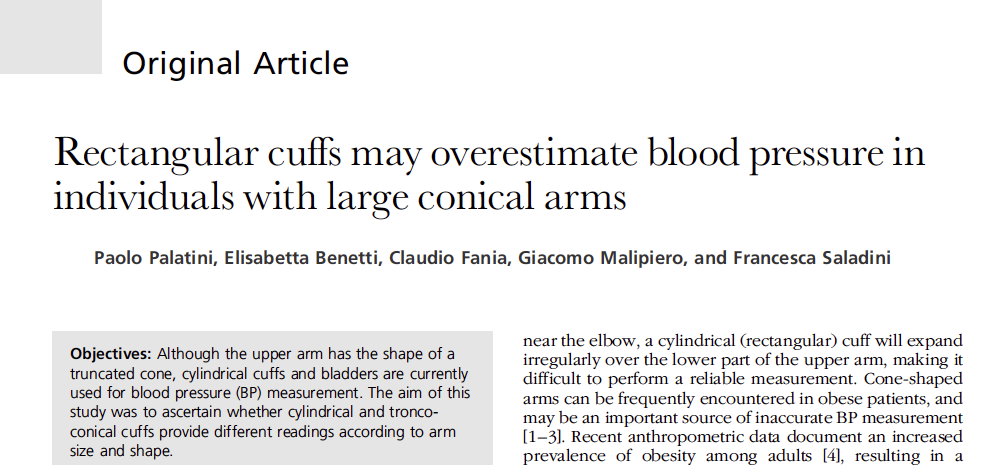 Original Article
Rectangular cuffs may overestimate blood pressure in
individuals with large conical arms
Paolo Palatini, Elisabetta Benetti, Claudio Fania, Giacomo Malipiero, and Francesca Saladini
Objectives: Although the upper arm has the shape of a
truncated cone, cylindrical cuffs and bladders are currently
used for blood pressure (BP) measurement. The aim of this
study was to ascertain whether cylindrical and tronco-
conical cuffs provide different readings according to arm
size and shape.
near the elbow, a cylindrical (rectangular) cuff will expand
irregularly over the lower part of the upper arm, making it
difficult to perform a reliable measurement. Cone-shaped
arms can be frequently encountered in obese patients, and
may be an important source of inaccurate BP measurement
[1–3]. Recent anthropometric data document an increased
prevalence of obesity among adults [4], resulting in a